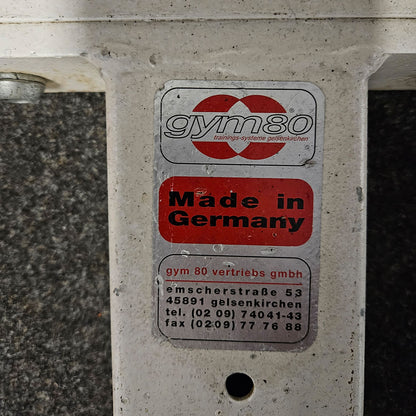 gym80®
trainings-systeme gelsenkirchen
Made in
Germany
gym 80 vertriebs gmbh
emscherstraße 53
45891 gelsenkirchen
tel. (02 09) 74041-43
fax (0209) 77 76 88